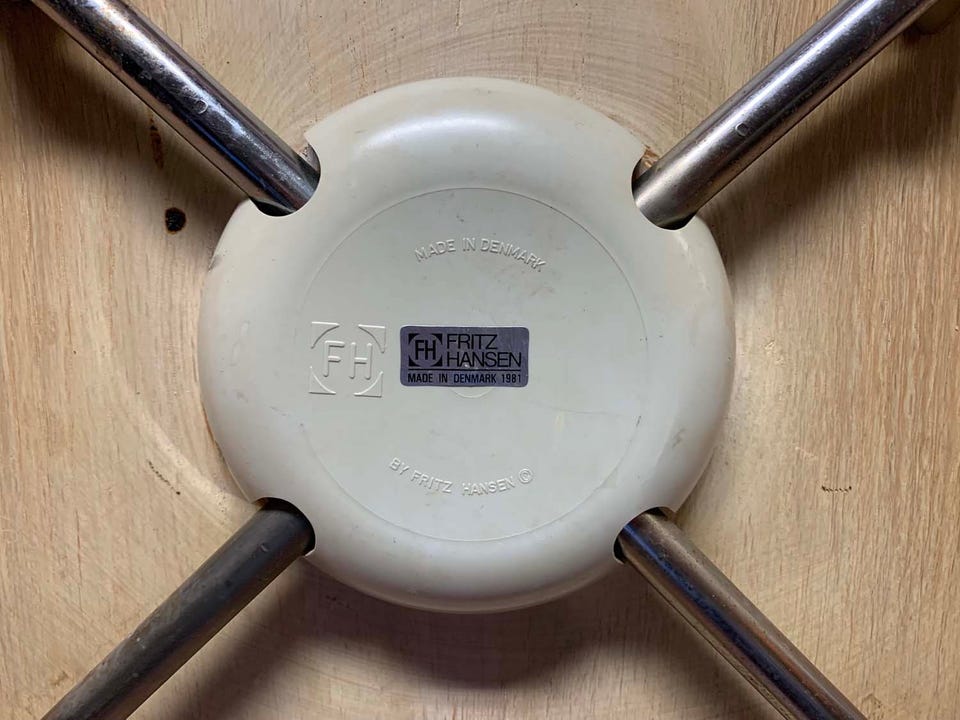 MADE IN DENMARK
FH
FH
FRITZ
HANSEN
MADE IN DENMARK 1981
BY FRITZ HANSEN ©